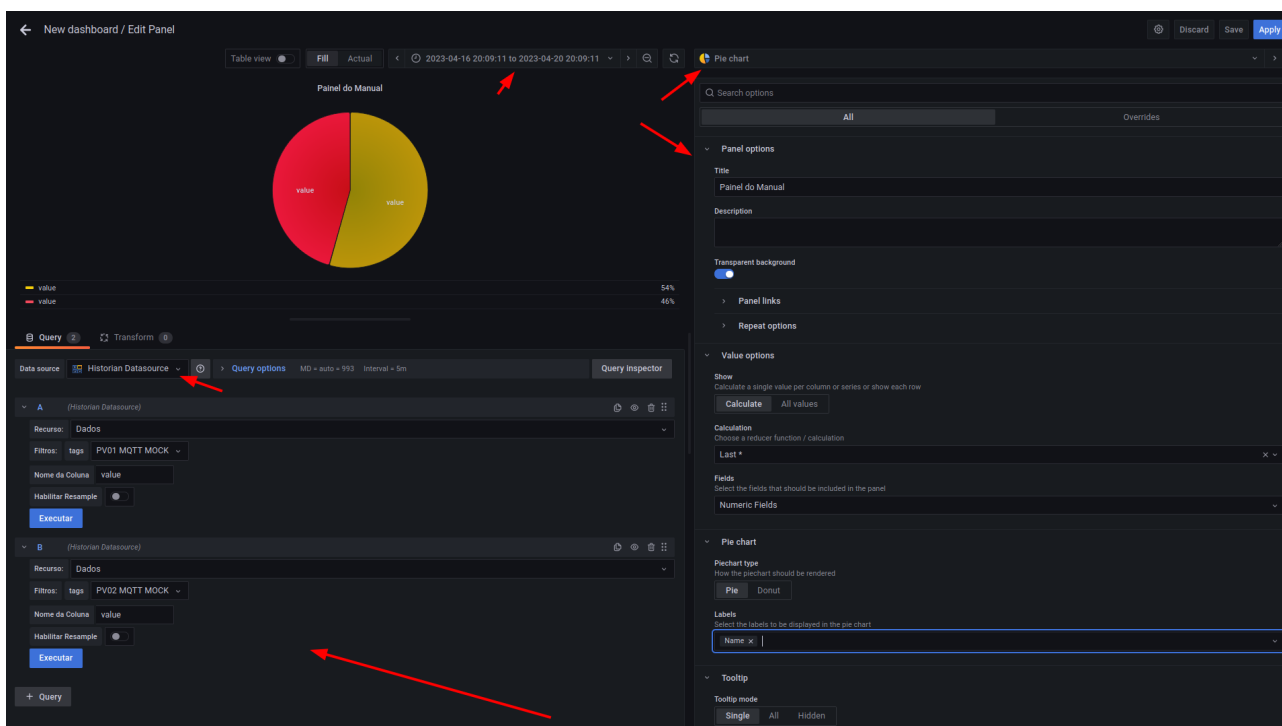 New dashboard / Edit Panel
Discard Save Apply
Table view Fill Actual 2023-04-16 20:09:11 to 2023-04-20 20:09:11
Pie chart
Painel do Manual
value
value
value 54%
value 46%
Query 2 Transform 0
Data source Historian Datasource Query options MD = auto = 993 Interval = 5m Query Inspector
A (Historian Datasource)
Recurso: Dados
Filtros: tags PV01 MQTT MOCK
Nome da Coluna value
Habilitar Resample
Executar
B (Historian Datasource)
Recurso: Dados
Filtros: tags PV02 MQTT MOCK
Nome da Coluna value
Habilitar Resample
Executar
+ Query
Search options
All Overrides
Panel options
Title
Painel do Manual
Description
Transparent background
Panel links
Repeat options
Value options
Show
Calculate a single value per column or series or show each row
Calculate All values
Calculation
Choose a reducer function / calculation
Last *
Fields
Select the fields that should be included in the panel
Numeric Fields
Pie chart
Piechart type
How the piechart should be rendered
Pie Donut
Labels
Select the labels to be displayed in the pie chart
Name ×
Tooltip
Tooltip mode
Single All Hidden